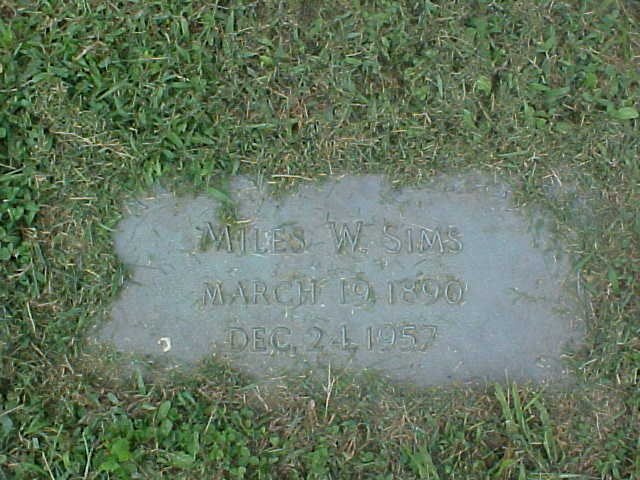 MILES W. SIMS
MARCH 19, 1890
DEC. 24, 1957